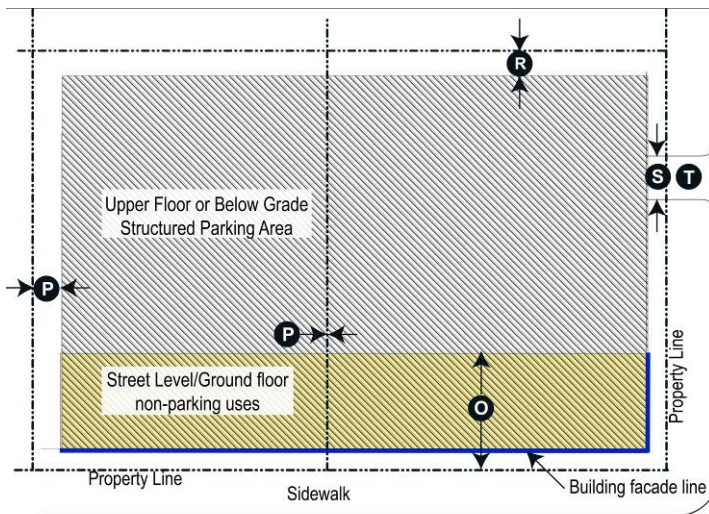 R
S T
Upper Floor or Below Grade
Structured Parking Area
P
P
Street Level/Ground floor
non-parking uses
O
Property Line
Property Line
Building facade line
Sidewalk